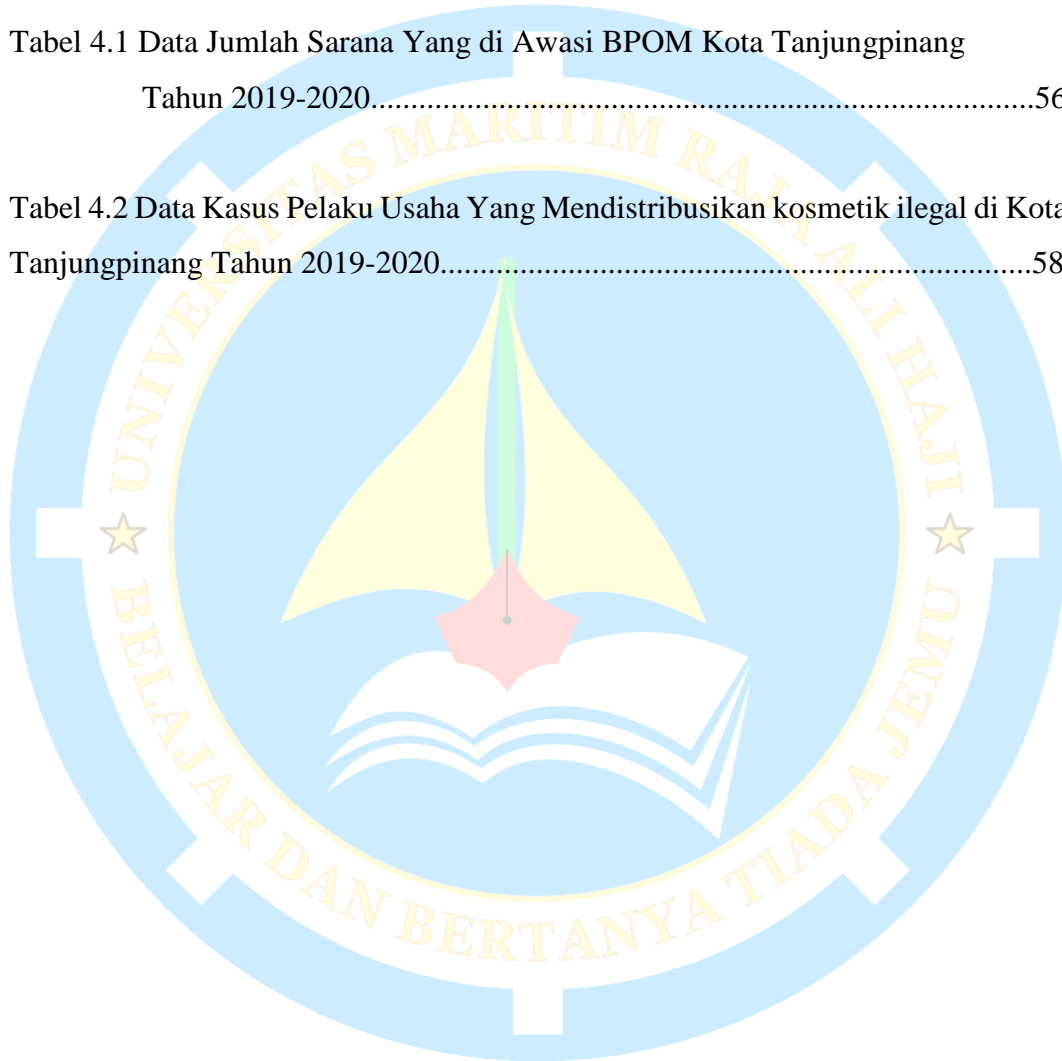 Tabel 4.1 Data Jumlah Sarana Yang di Awasi BPOM Kota Tanjungpinang
Tahun 2019-2020...................................................................................56
Tabel 4.2 Data Kasus Pelaku Usaha Yang Mendistribusikan kosmetik ilegal di Kota
Tanjungpinang Tahun 2019-2020..........................................................................58
UNIVERSITAS MARITIM RAJA ALI HAJI
BELAJAR DAN BERTANYA TIADA JEMU